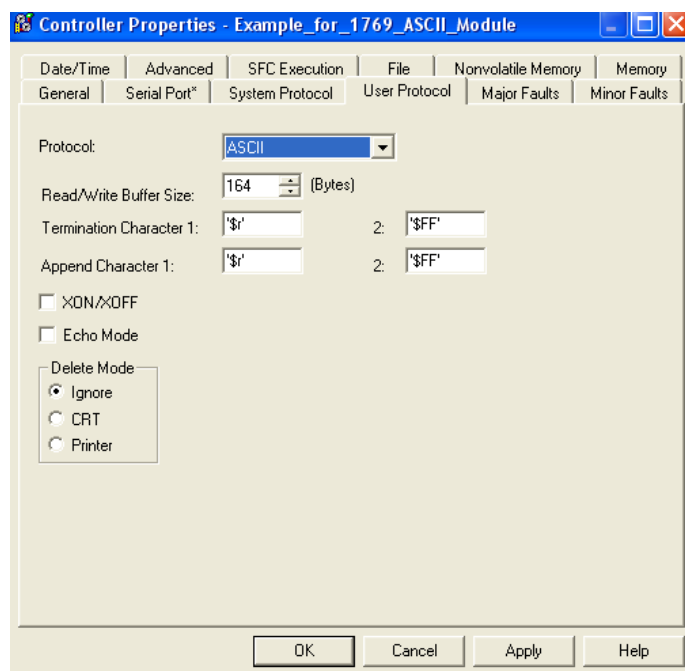 Controller Properties - Example_for_1769_ASCII_Module
Date/Time Advanced SFC Execution File Nonvolatile Memory Memory
General Serial Port* System Protocol User Protocol Major Faults Minor Faults
Protocol: ASCII
Read/Write Buffer Size: 164 (Bytes)
Termination Character 1: '$r' 2: '$FF'
Append Character 1: '$r' 2: '$FF'
XON/XOFF
Echo Mode
Delete Mode
Ignore
CRT
Printer
OK Cancel Apply Help